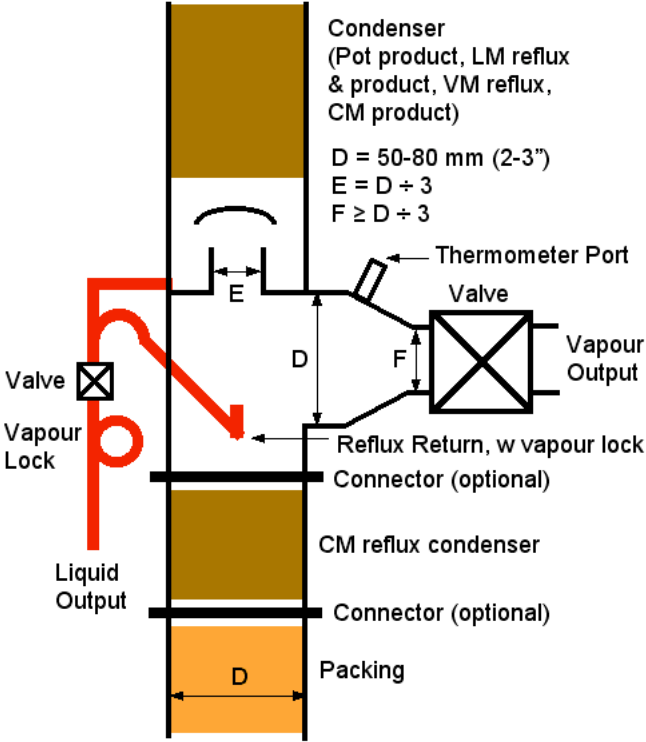 Condenser
(Pot product, LM reflux
& product, VM reflux,
CM product)
D = 50-80 mm (2-3”)
E = D ÷ 3
F ≥ D ÷ 3
Thermometer Port
Valve
E
D
F
Vapour
Output
Valve
Vapour
Lock
Reflux Return, w vapour lock
Connector (optional)
CM reflux condenser
Liquid
Output
Connector (optional)
Packing
D